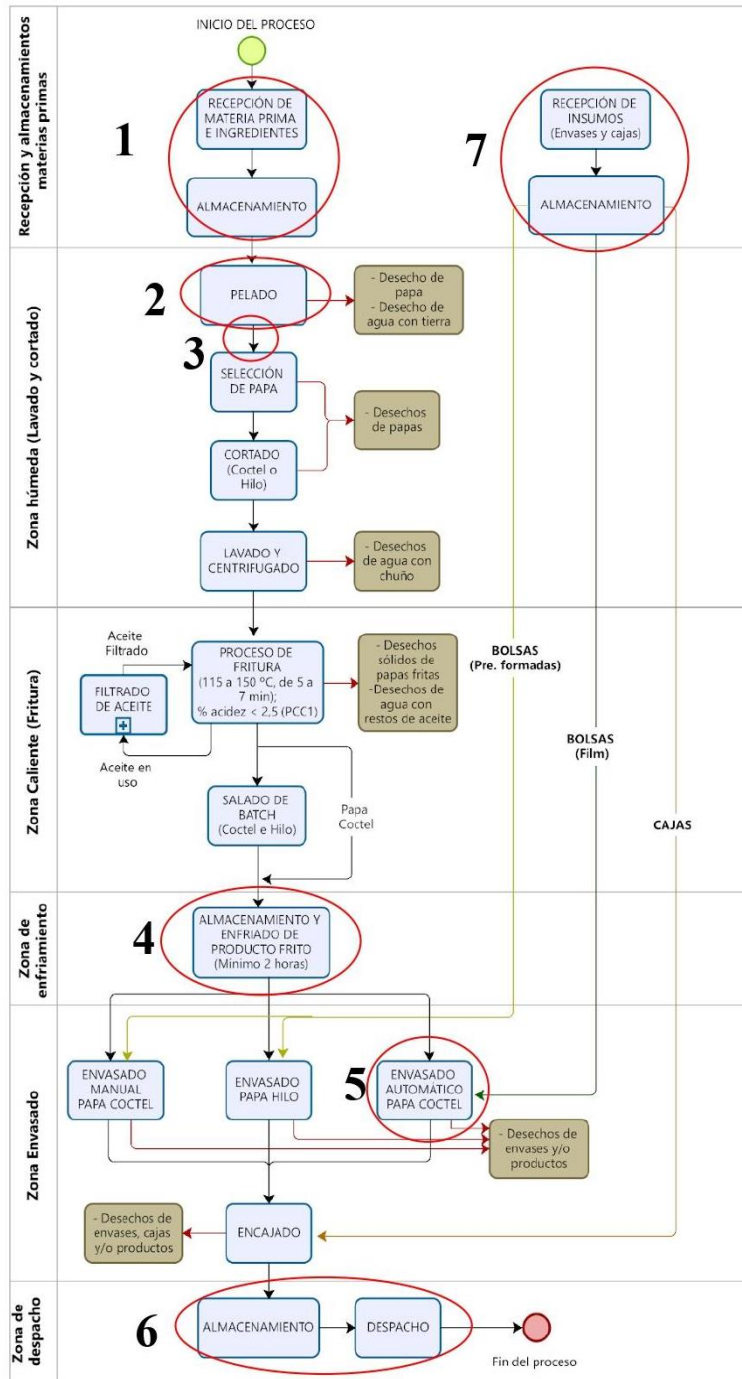 INICIO DEL PROCESO
Recepción y almacenamientos
materias primas
1
RECEPCIÓN DE
MATERIA PRIMA
E INGREDIENTES
ALMACENAMIENTO
7
RECEPCIÓN DE
INSUMOS
(Envases y cajas)
ALMACENAMIENTO
Zona húmeda (Lavado y cortado)
2
PELADO
- Desecho de
papa
- Desecho de
agua con tierra
3
SELECCIÓN
DE PAPA
- Desechos
de papas
CORTADO
(Coctel o
Hilo)
LAVADO Y
CENTRIFUGADO
- Desechos
de agua con
chuño
Zona Caliente (Fritura)
Aceite
Filtrado
FILTRADO
DE ACEITE
Aceite en
uso
PROCESO DE
FRITURA
(115 a 150 ºC, de 5 a
7 min);
% acidez < 2,5 (PCC1)
- Desechos
sólidos de
papas fritas
-Desechos de
agua con
restos de aceite
BOLSAS
(Pre. formadas)
BOLSAS
(Film)
CAJAS
SALADO DE
BATCH
(Coctel e Hilo)
Papa
Coctel
Zona de
enfriamiento
4
ALMACENAMIENTO Y
ENFRIADO DE
PRODUCTO FRITO
(Minimo 2 horas)
Zona Envasado
ENVASADO
MANUAL
PAPA COCTEL
ENVASADO
PAPA HILO
5
ENVASADO
AUTOMÁTICO
PAPA COCTEL
- Desechos de
envases y/o
productos
- Desechos de
envases, cajas
y/o productos
ENCAJADO
Zona de
despacho
6
ALMACENAMIENTO
DESPACHO
Fin del proceso